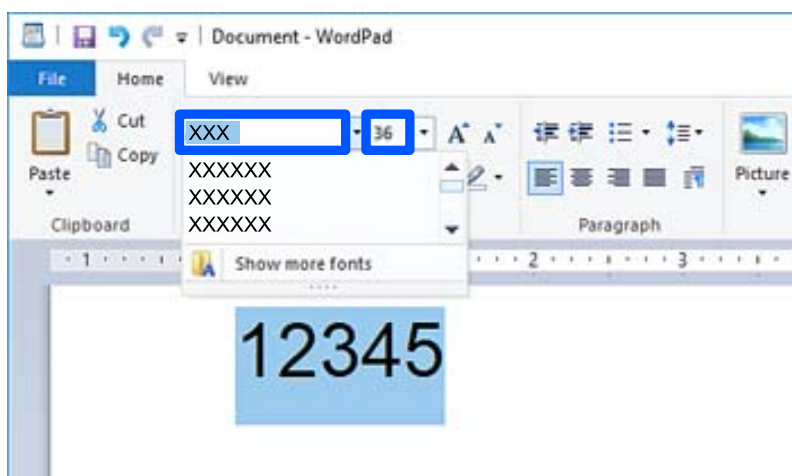 Document - WordPad
File Home View
Cut
Copy
Paste
Clipboard
XXX
36
A A
XXXXXX
XXXXXX
XXXXXX
Show more fonts
Paragraph
Picture
1 2 3
12345